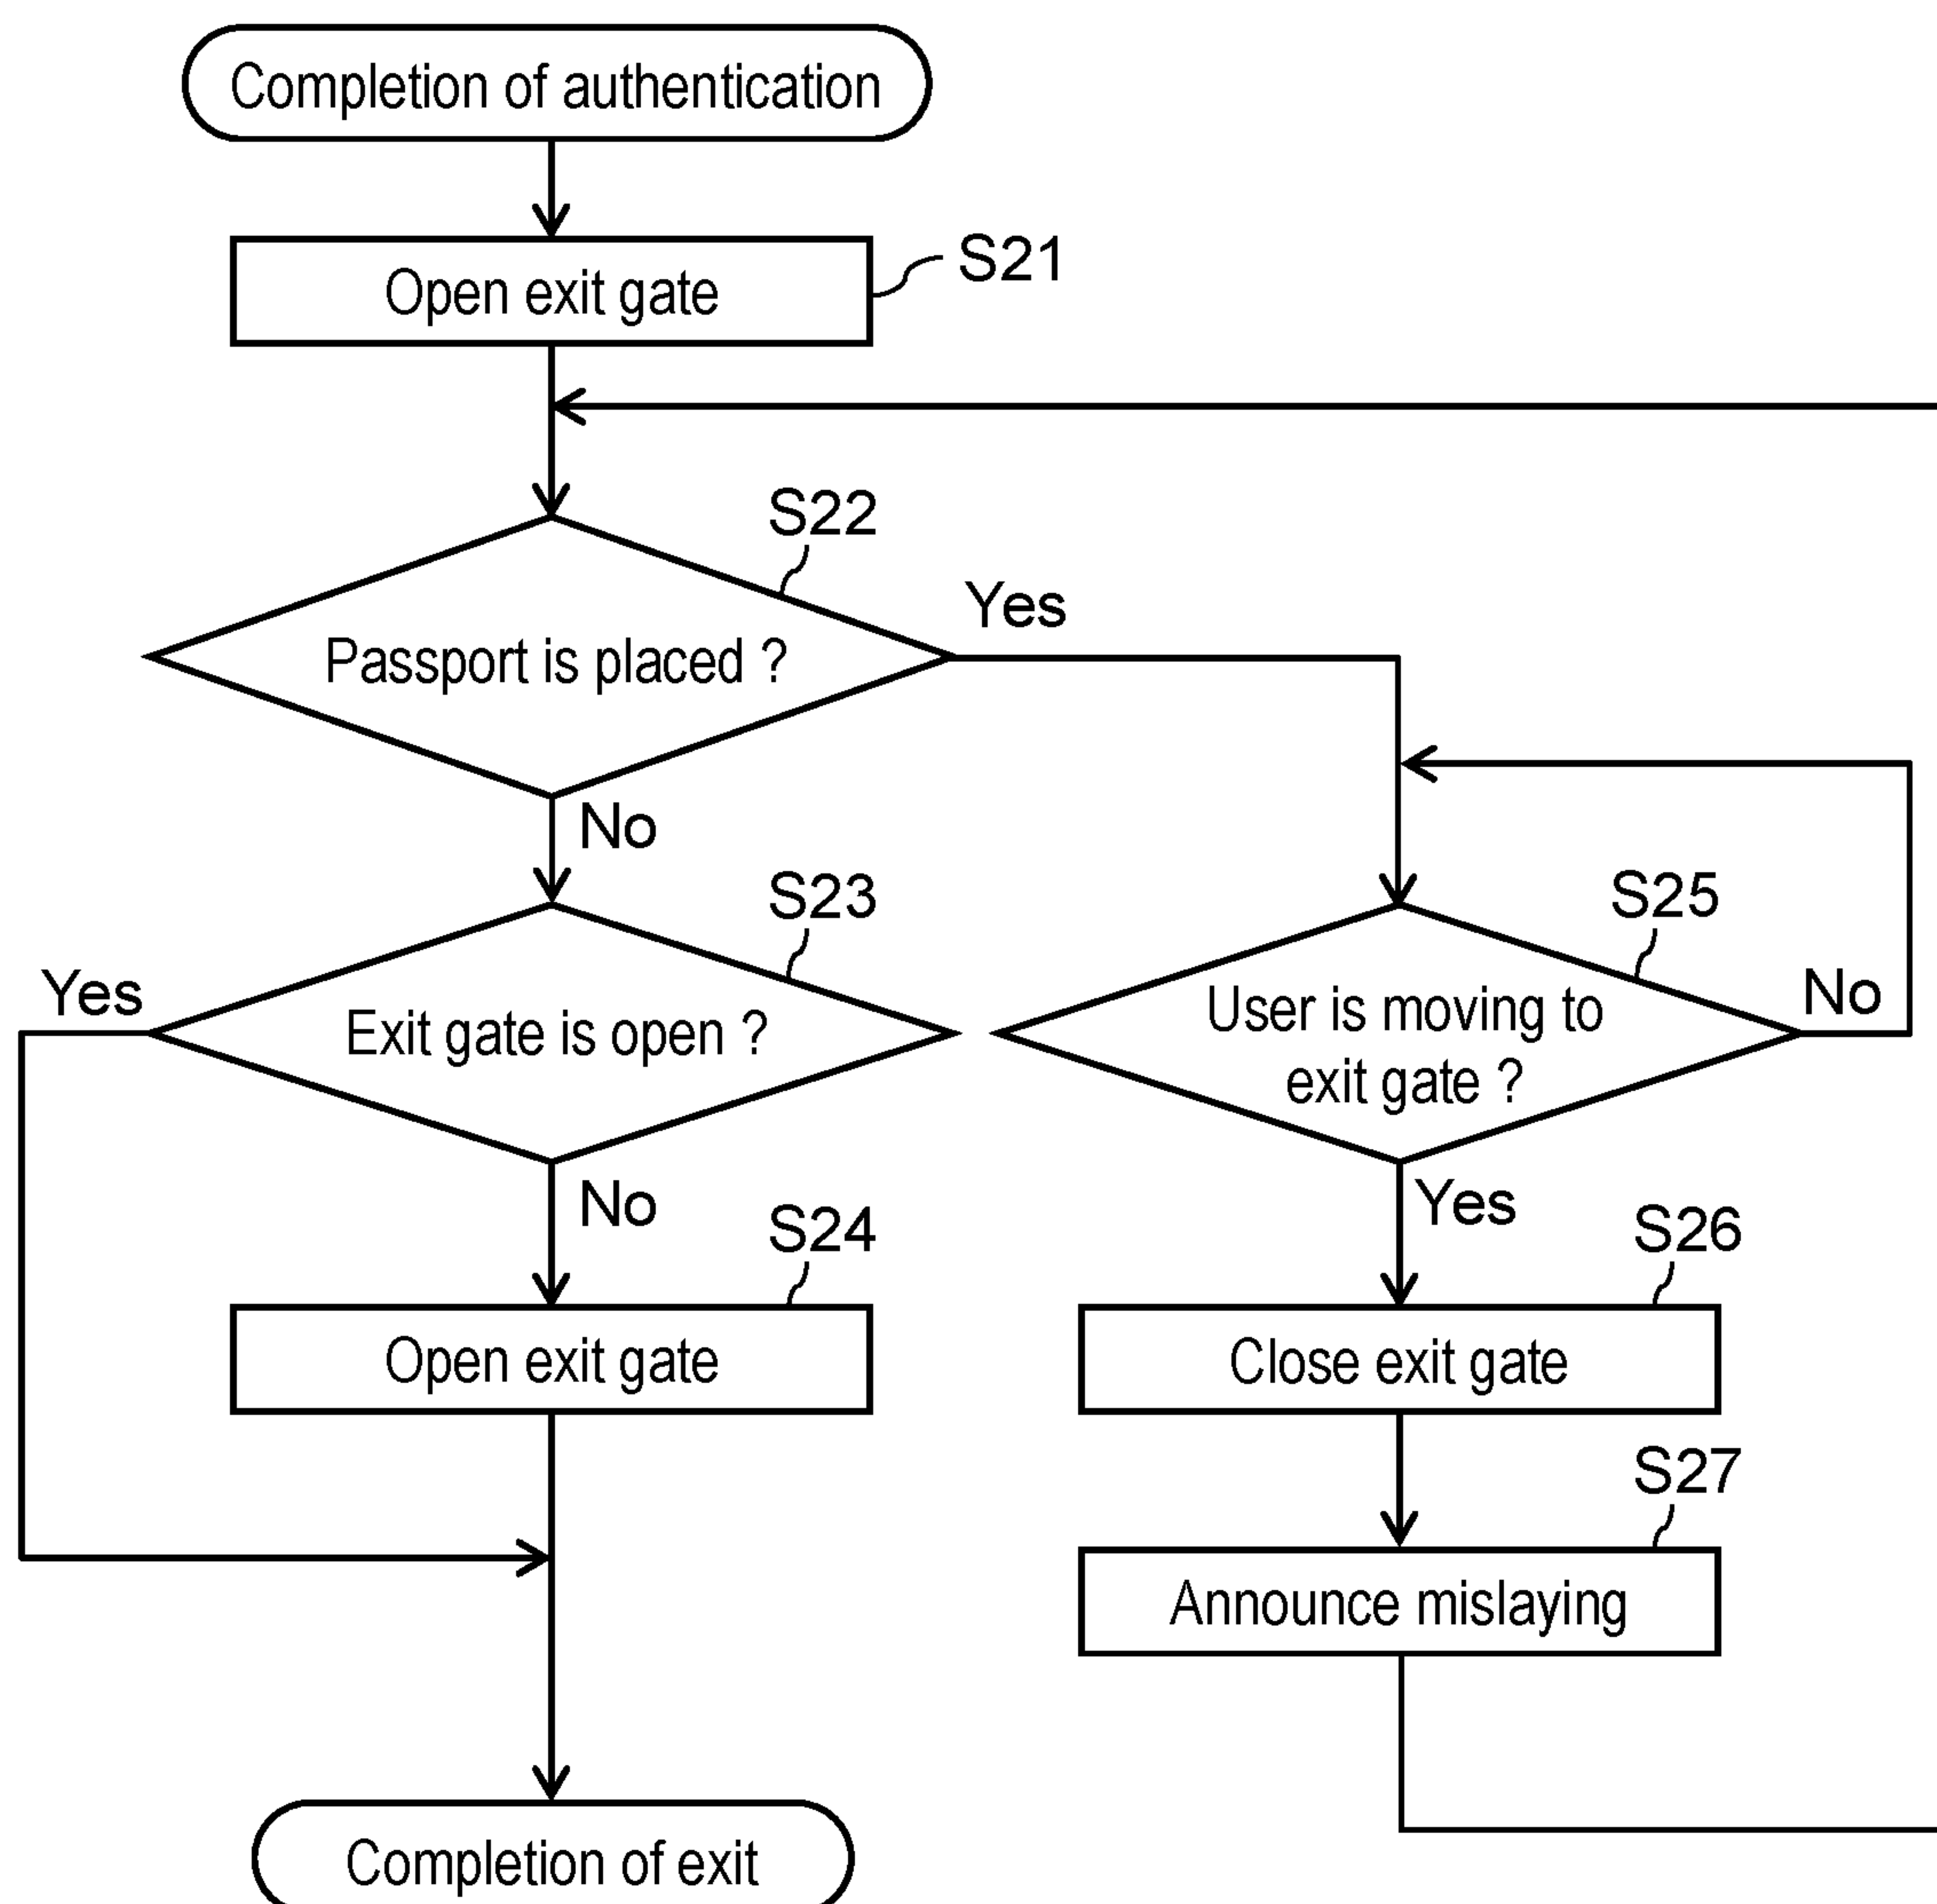 Completion of authentication
Open exit gate
S21
S22
Passport is placed ?
Yes
No
S23
Exit gate is open ?
Yes
No
S25
User is moving to
exit gate ?
No
Yes
S24
Open exit gate
S26
Close exit gate
S27
Announce mislaying
Completion of exit